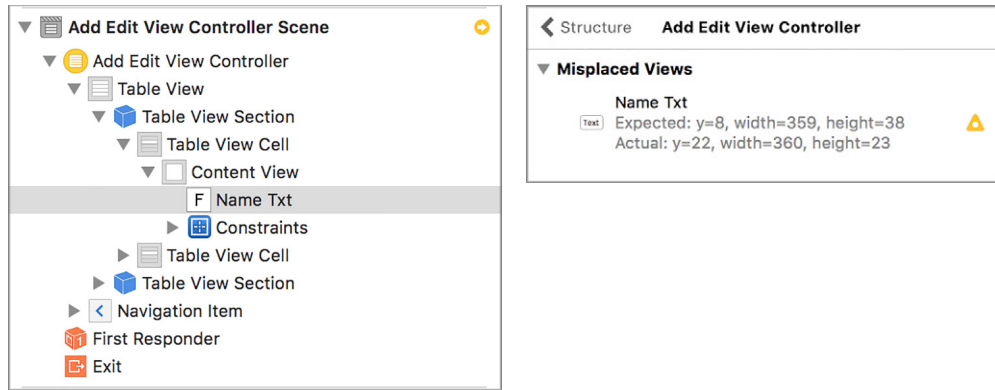 Add Edit View Controller Scene
Add Edit View Controller
Table View
Table View Section
Table View Cell
Content View
F Name Txt
Constraints
Table View Cell
Table View Section
Navigation Item
First Responder
Exit
Structure Add Edit View Controller
Misplaced Views
Name Txt
Text Expected: y=8, width=359, height=38
Actual: y=22, width=360, height=23